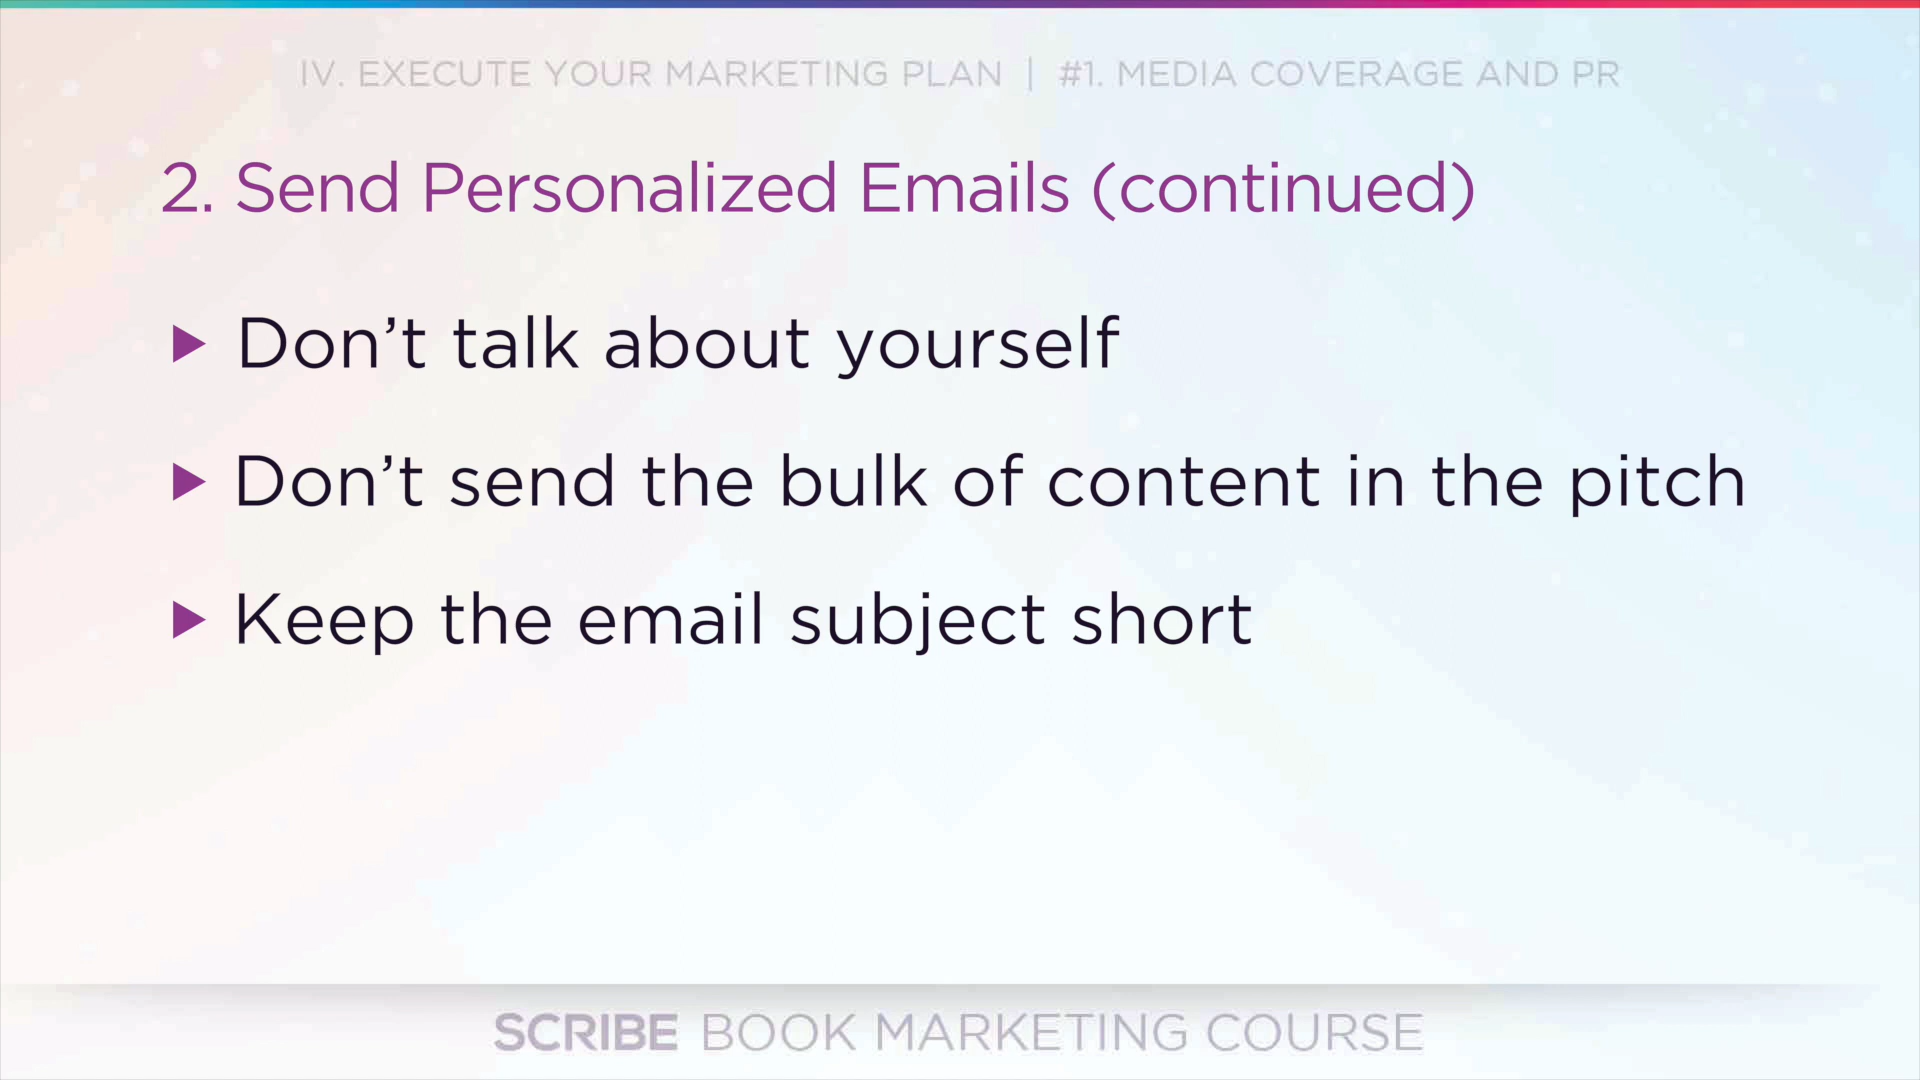 IV. EXECUTE YOUR MARKETING PLAN | #1. MEDIA COVERAGE AND PR
2. Send Personalized Emails (continued)
▶ Don’t talk about yourself
▶ Don’t send the bulk of content in the pitch
▶ Keep the email subject short
SCRIBE BOOK MARKETING COURSE